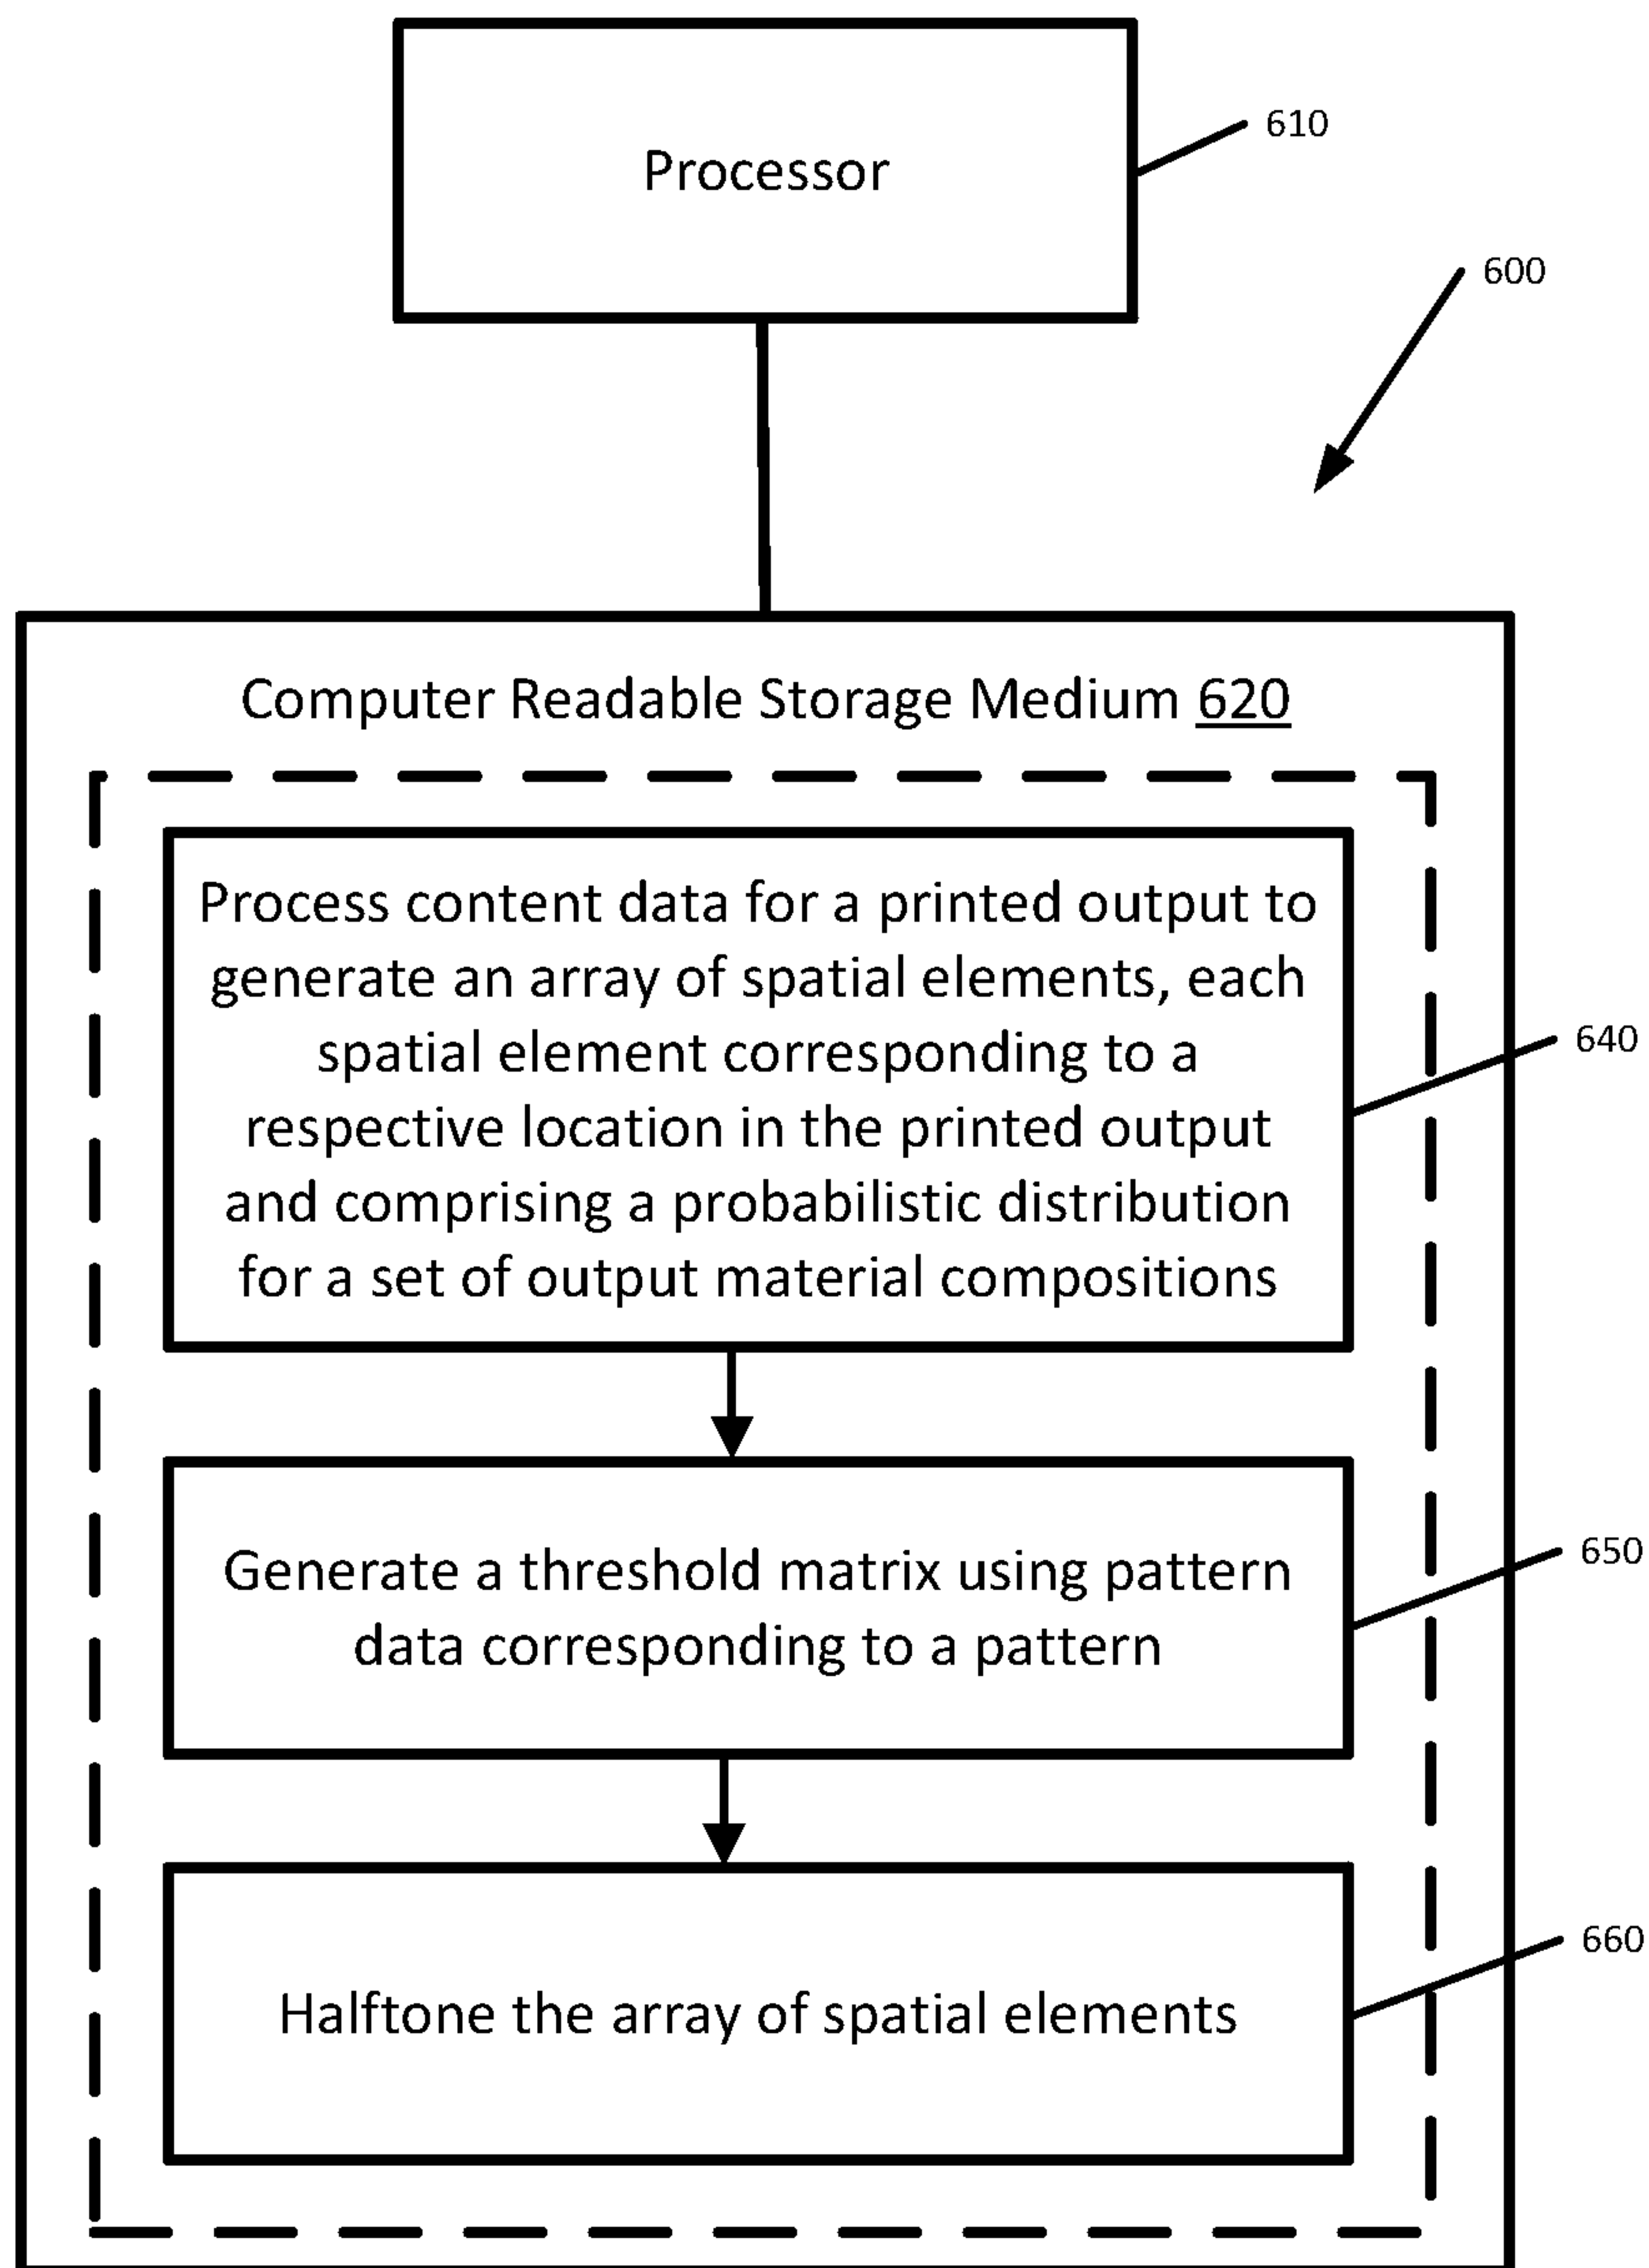 Processor
610
600
Computer Readable Storage Medium 620
Process content data for a printed output to
generate an array of spatial elements, each
spatial element corresponding to a
respective location in the printed output
and comprising a probabilistic distribution
for a set of output material compositions
640
Generate a threshold matrix using pattern
data corresponding to a pattern
650
Halftone the array of spatial elements
660